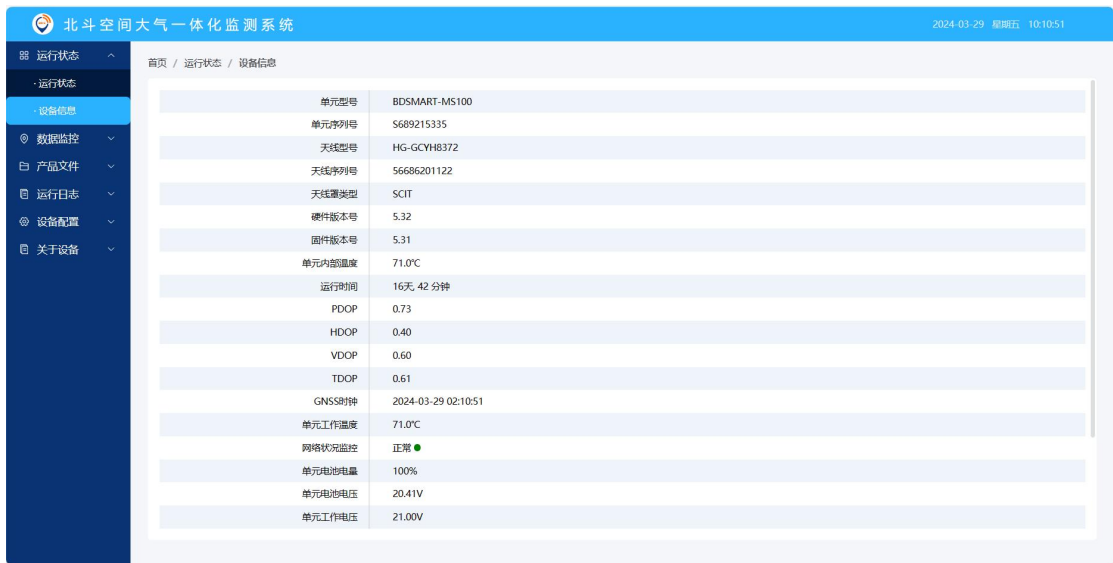 北斗空间大气一体化监测系统
2024-03-29 星期五 10:10:51
运行状态
· 运行状态
· 设备信息
数据监控
产品文件
运行日志
设备配置
关于设备
首页 / 运行状态 / 设备信息
单元型号 BDSMART-MS100
单元序列号 S689215335
天线型号 HG-GCYH8372
天线序列号 56686201122
天线罩类型 SCIT
硬件版本号 5.32
固件版本号 5.31
单元内部温度 71.0°C
运行时间 16天, 42 分钟
PDOP 0.73
HDOP 0.40
VDOP 0.60
TDOP 0.61
GNSS时钟 2024-03-29 02:10:51
单元工作温度 71.0°C
网络状况监控 正常
单元电池电量 100%
单元电池电压 20.41V
单元工作电压 21.00V